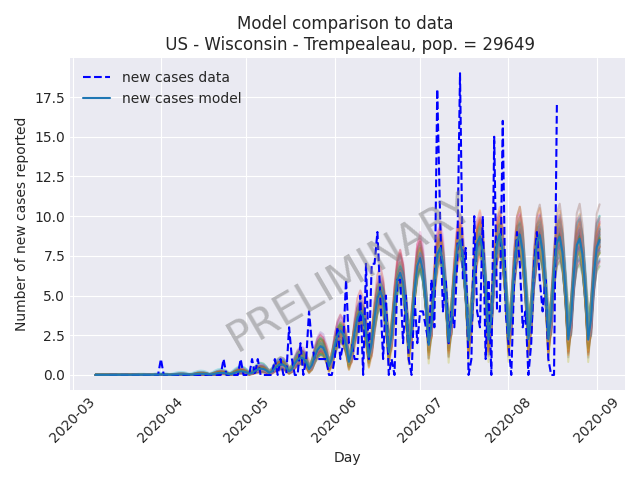 Model comparison to data
US - Wisconsin - Trempealeau, pop. = 29649
new cases data
new cases model
Number of new cases reported
17.5
15.0
12.5
10.0
7.5
5.0
2.5
0.0
PRELIMINARY
2020-03
2020-04
2020-05
2020-06
2020-07
2020-08
2020-09
Day